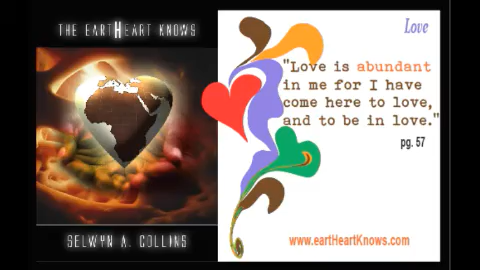 THE EARTHEART KNOWS
SELWYN A. COLLINS
Love
"Love is abundant
in me for I have
come here to love,
and to be in love."
pg. 57
www.eartHeartKnows.com